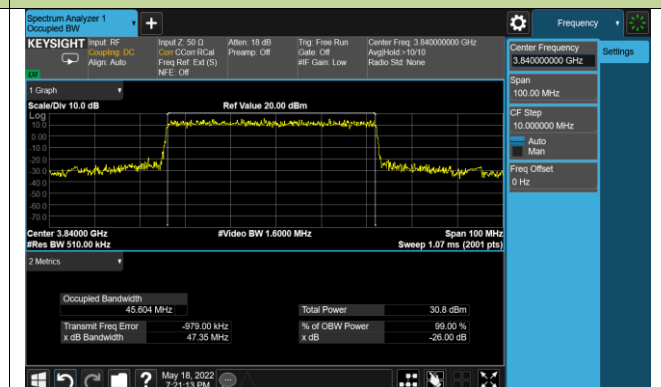 Spectrum Analyzer 1
Occupied BW
Frequency
KEYSIGHT
Input: RF
Coupling: DC
Align: Auto
Input Z: 50 Ω
Corr CCorr RCal
Freq Ref: Ext (S)
NFE: Off
Atten: 18 dB
Preamp: Off
Trig: Free Run
Gate: Off
#IF Gain: Low
Center Freq: 3.840000000 GHz
Avg|Hold:>10/10
Radio Std: None
Center Frequency
3.840000000 GHz
Settings
Span
100.00 MHz
CF Step
10.000000 MHz
Auto
Man
Freq Offset
0 Hz
1 Graph
Scale/Div 10.0 dB
Ref Value 20.00 dBm
Log
10.0
0.00
-10.0
-20.0
-30.0
-40.0
-50.0
-60.0
-70.0
Center 3.84000 GHz
#Video BW 1.6000 MHz
Span 100 MHz
#Res BW 510.00 kHz
Sweep 1.07 ms (2001 pts)
2 Metrics
Occupied Bandwidth
45.604 MHz
Total Power 30.8 dBm
Transmit Freq Error -979.00 kHz
% of OBW Power 99.00 %
x dB Bandwidth 47.35 MHz
x dB -26.00 dB
?
May 18, 2022
7:21:13 PM